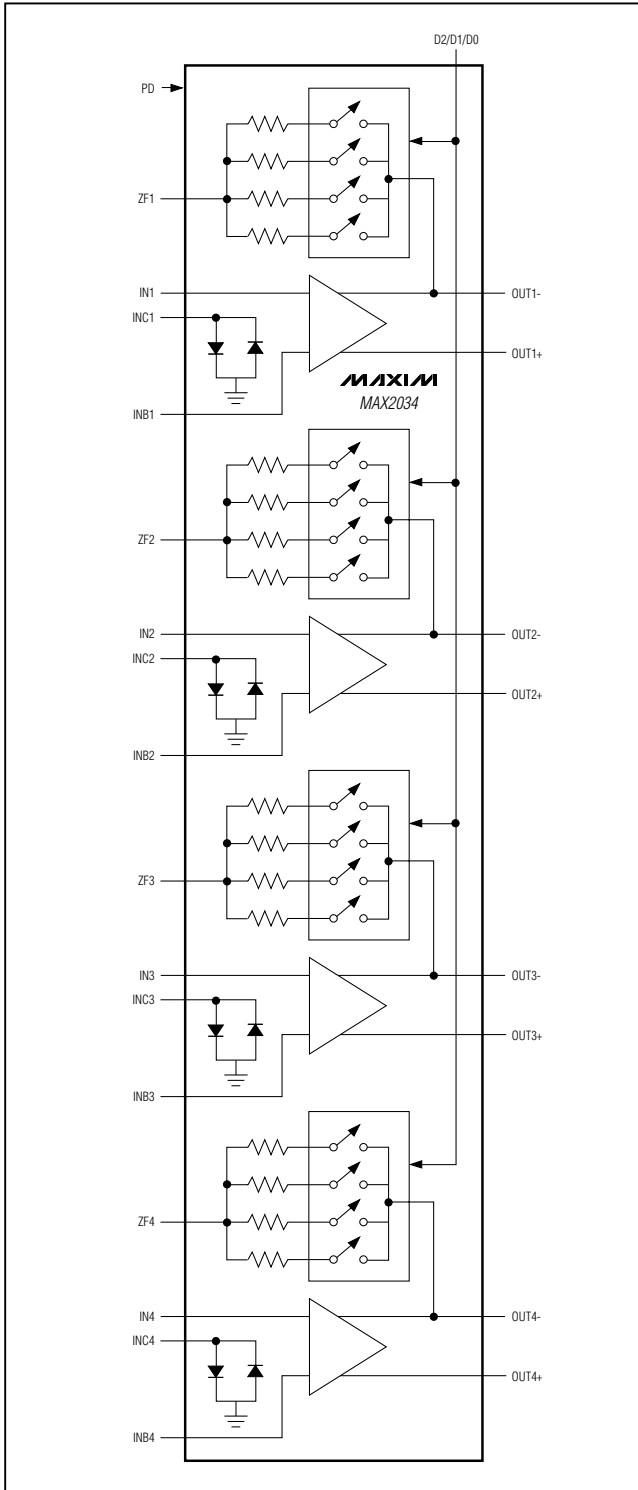 D2/D1/D0
PD
ZF1
IN1
OUT1-
INC1
OUT1+
MAXIM
MAX2034
INB1
ZF2
IN2
OUT2-
INC2
OUT2+
INB2
ZF3
IN3
OUT3-
INC3
OUT3+
INB3
ZF4
IN4
OUT4-
INC4
OUT4+
INB4